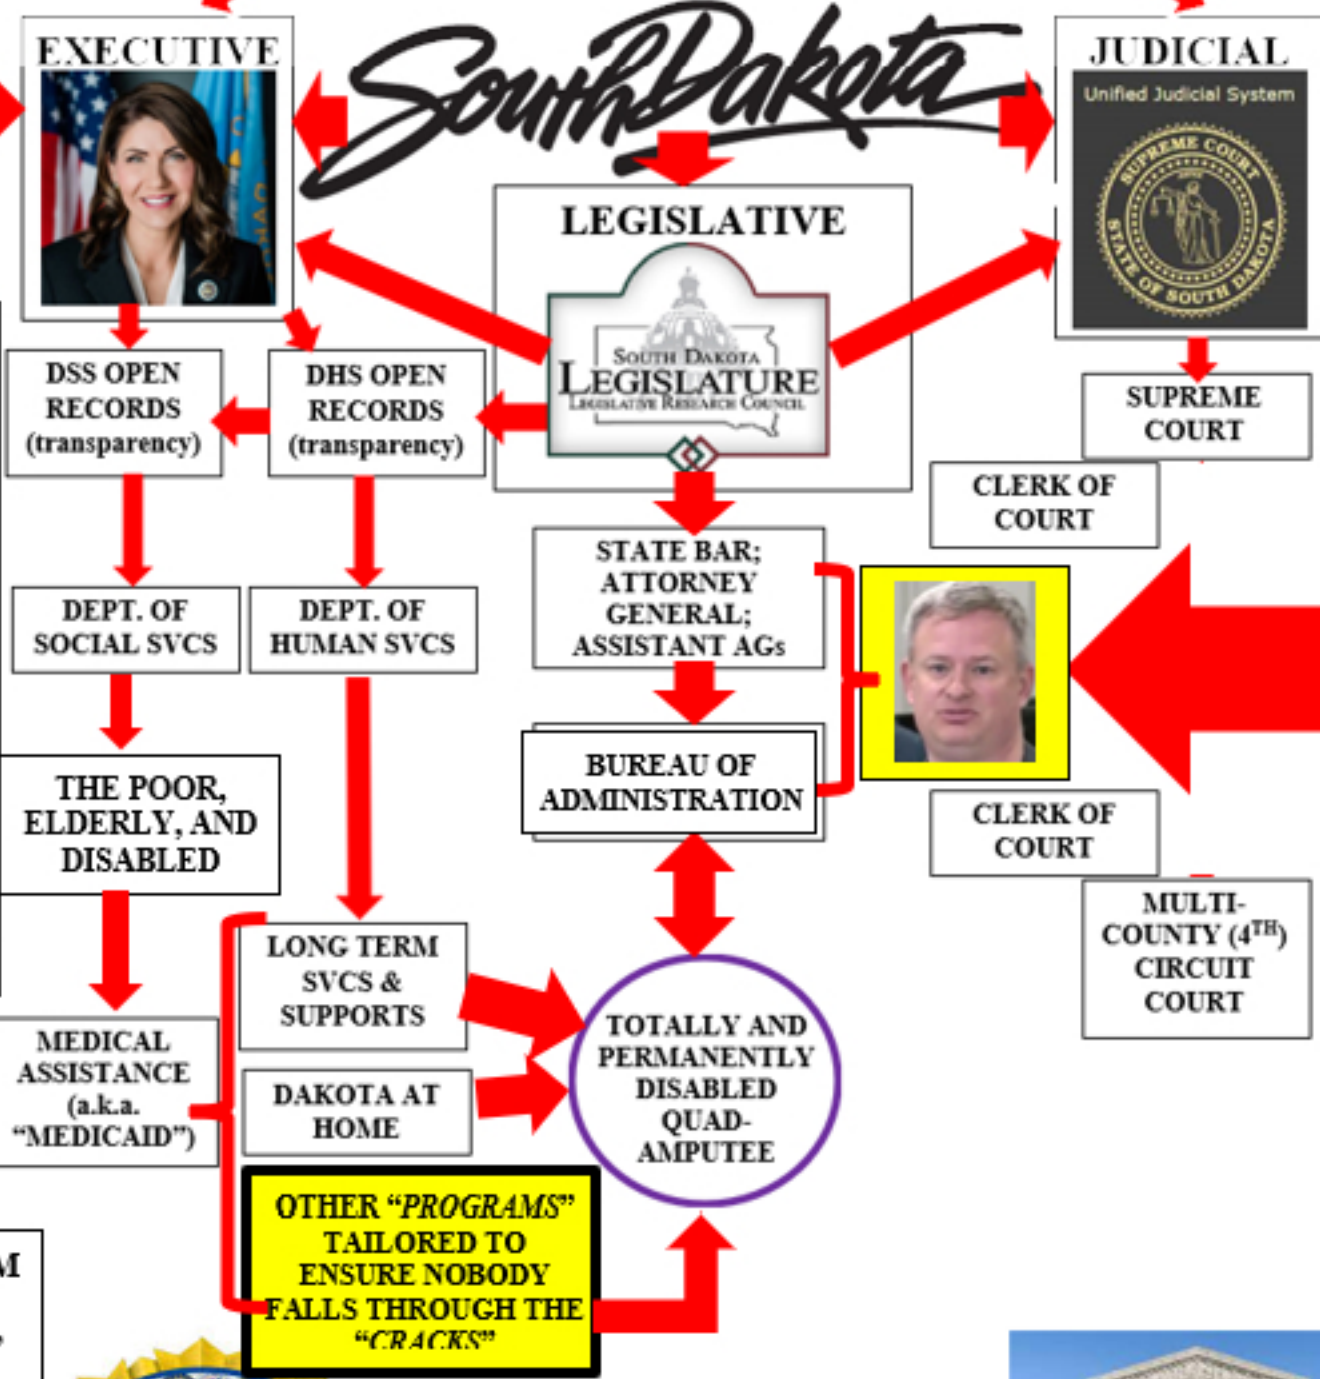 South Dakota
EXECUTIVE
JUDICIAL
Unified Judicial System
SUPREME COURT
STATE OF SOUTH DAKOTA
LEGISLATIVE
SOUTH DAKOTA
LEGISLATURE
LEGISLATIVE RESEARCH COUNCIL
DSS OPEN
RECORDS
(transparency)
DHS OPEN
RECORDS
(transparency)
SUPREME
COURT
CLERK OF
COURT
STATE BAR;
ATTORNEY
GENERAL;
ASSISTANT AGs
DEPT. OF
SOCIAL SVCS
DEPT. OF
HUMAN SVCS
BUREAU OF
ADMINISTRATION
THE POOR,
ELDERLY, AND
DISABLED
CLERK OF
COURT
MULTI-
COUNTY (4TH)
CIRCUIT
COURT
LONG TERM
SVCS &
SUPPORTS
MEDICAL
ASSISTANCE
(a.k.a.
“MEDICAID”)
DAKOTA AT
HOME
TOTALLY AND
PERMANENTLY
DISABLED
QUAD-
AMPUTEE
OTHER “PROGRAMS”
TAILORED TO
ENSURE NOBODY
FALLS THROUGH THE
“CRACKS”
M